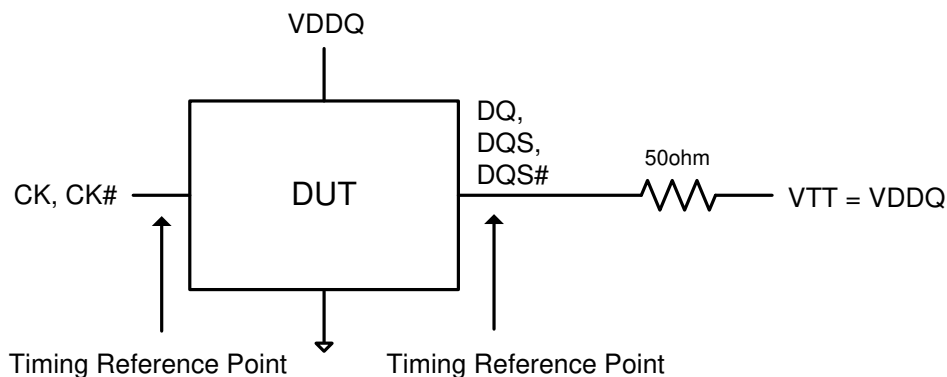 VDDQ
DQ,
DQS,
DQS#
50ohm
CK, CK#
DUT
VTT = VDDQ
Timing Reference Point
Timing Reference Point